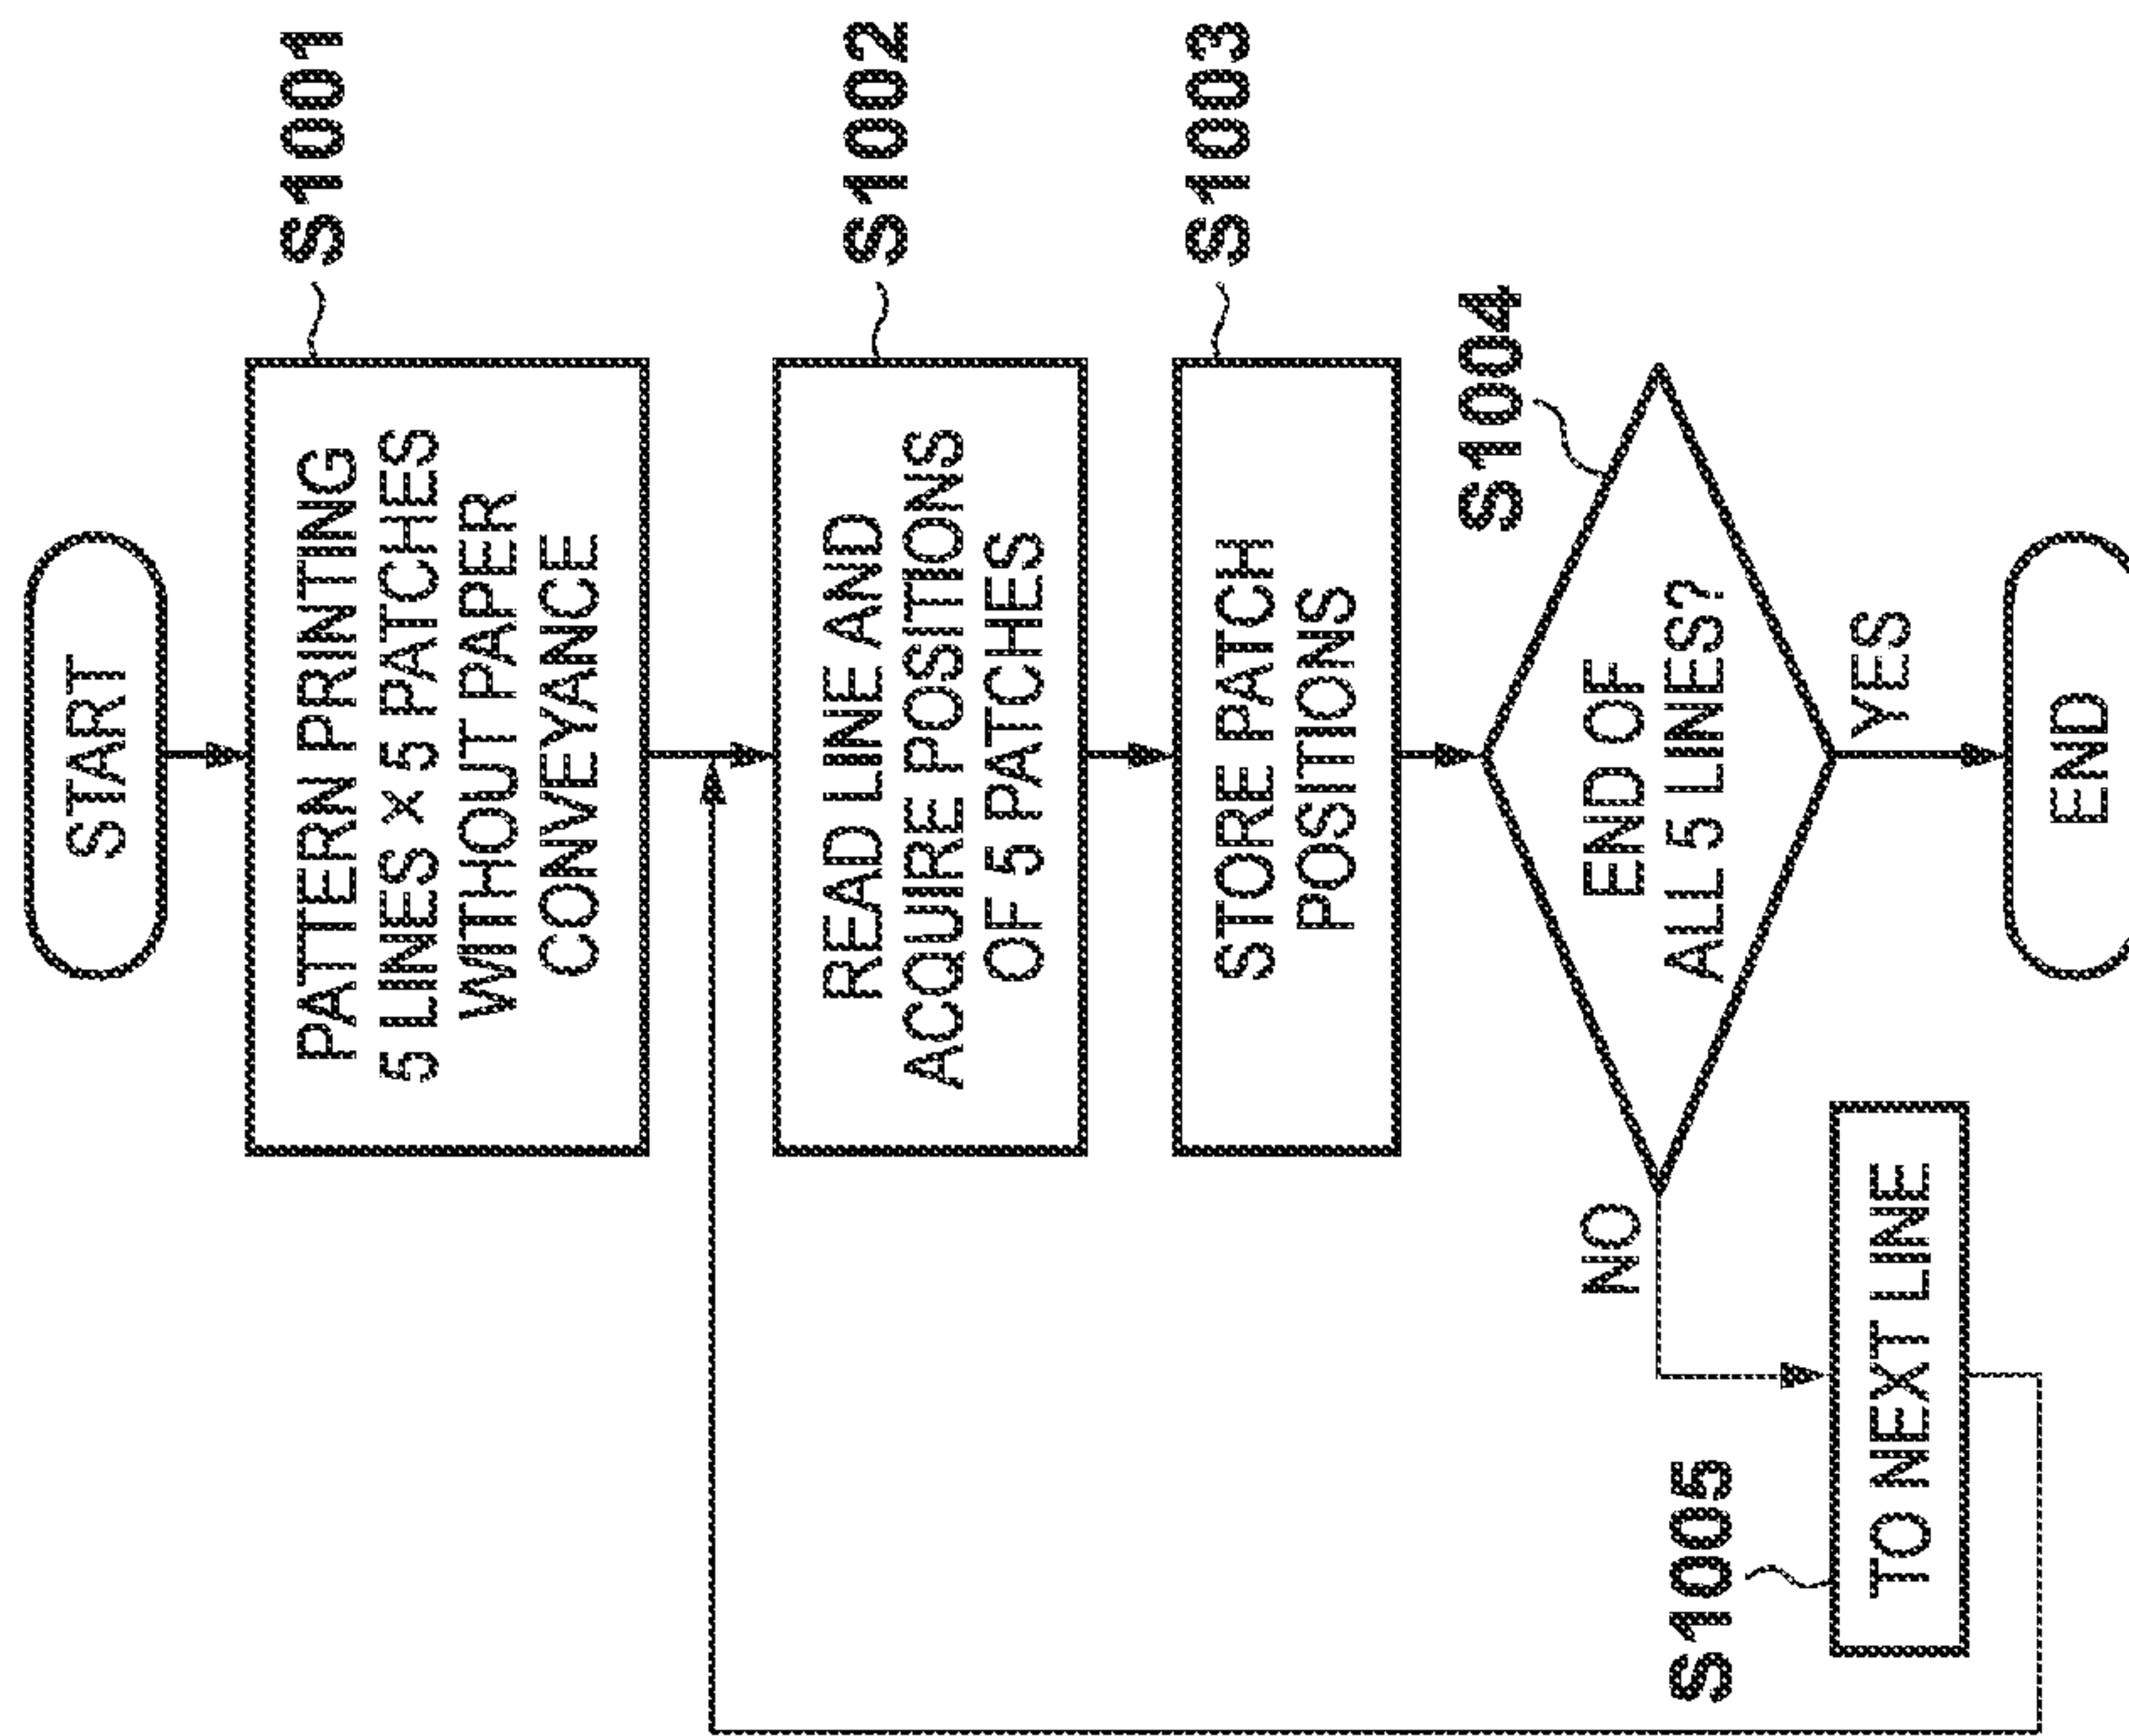 START
PATTERN PRINTING
5 LINES × 5 PATCHES
WITHOUT PAPER
CONVEYANCE
S1001
READ LINE AND
ACQUIRE POSITIONS
OF 5 PATCHES
S1002
STORE PATCH
POSITIONS
S1003
END OF
ALL 5 LINES?
S1004
NO
YES
S1005
TO NEXT LINE
END